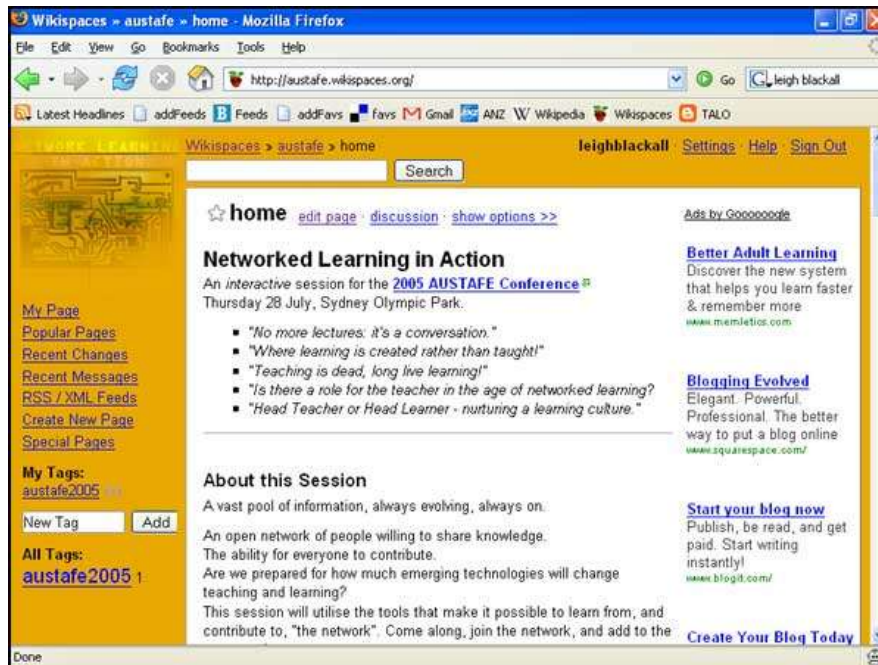 Wikispaces » austafe » home - Mozilla Firefox
File Edit View Go Bookmarks Tools Help
http://austafe.wikispaces.org/ Go leigh blackall
Latest Headlines addFeeds Feeds addFavs favs Gmail ANZ Wikipedia Wikispaces TALO
NETWORK LEARNING
IN ACTION
Wikispaces » austafe » home leighblackall · Settings · Help · Sign Out
Search
home edit page · discussion · show options >>
Networked Learning in Action
An interactive session for the 2005 AUSTAFE Conference
Thursday 28 July, Sydney Olympic Park.
"No more lectures: it's a conversation."
"Where learning is created rather than taught!"
"Teaching is dead, long live learning!"
"Is there a role for the teacher in the age of networked learning?
"Head Teacher or Head Learner - nurturing a learning culture."
About this Session
A vast pool of information, always evolving, always on.
An open network of people willing to share knowledge.
The ability for everyone to contribute.
Are we prepared for how much emerging technologies will change
teaching and learning?
This session will utilise the tools that make it possible to learn from, and
contribute to, "the network". Come along, join the network, and add to the
My Page
Popular Pages
Recent Changes
Recent Messages
RSS / XML Feeds
Create New Page
Special Pages
My Tags:
austafe2005
New Tag Add
All Tags:
austafe2005 1
Ads by Goooooogle
Better Adult Learning
Discover the new system
that helps you learn faster
& remember more
www.memletics.com
Blogging Evolved
Elegant. Powerful.
Professional. The better
way to put a blog online
www.squarespace.com/
Start your blog now
Publish, be read, and get
paid. Start writing
instantly!
www.blogit.com/
Create Your Blog Today
Done